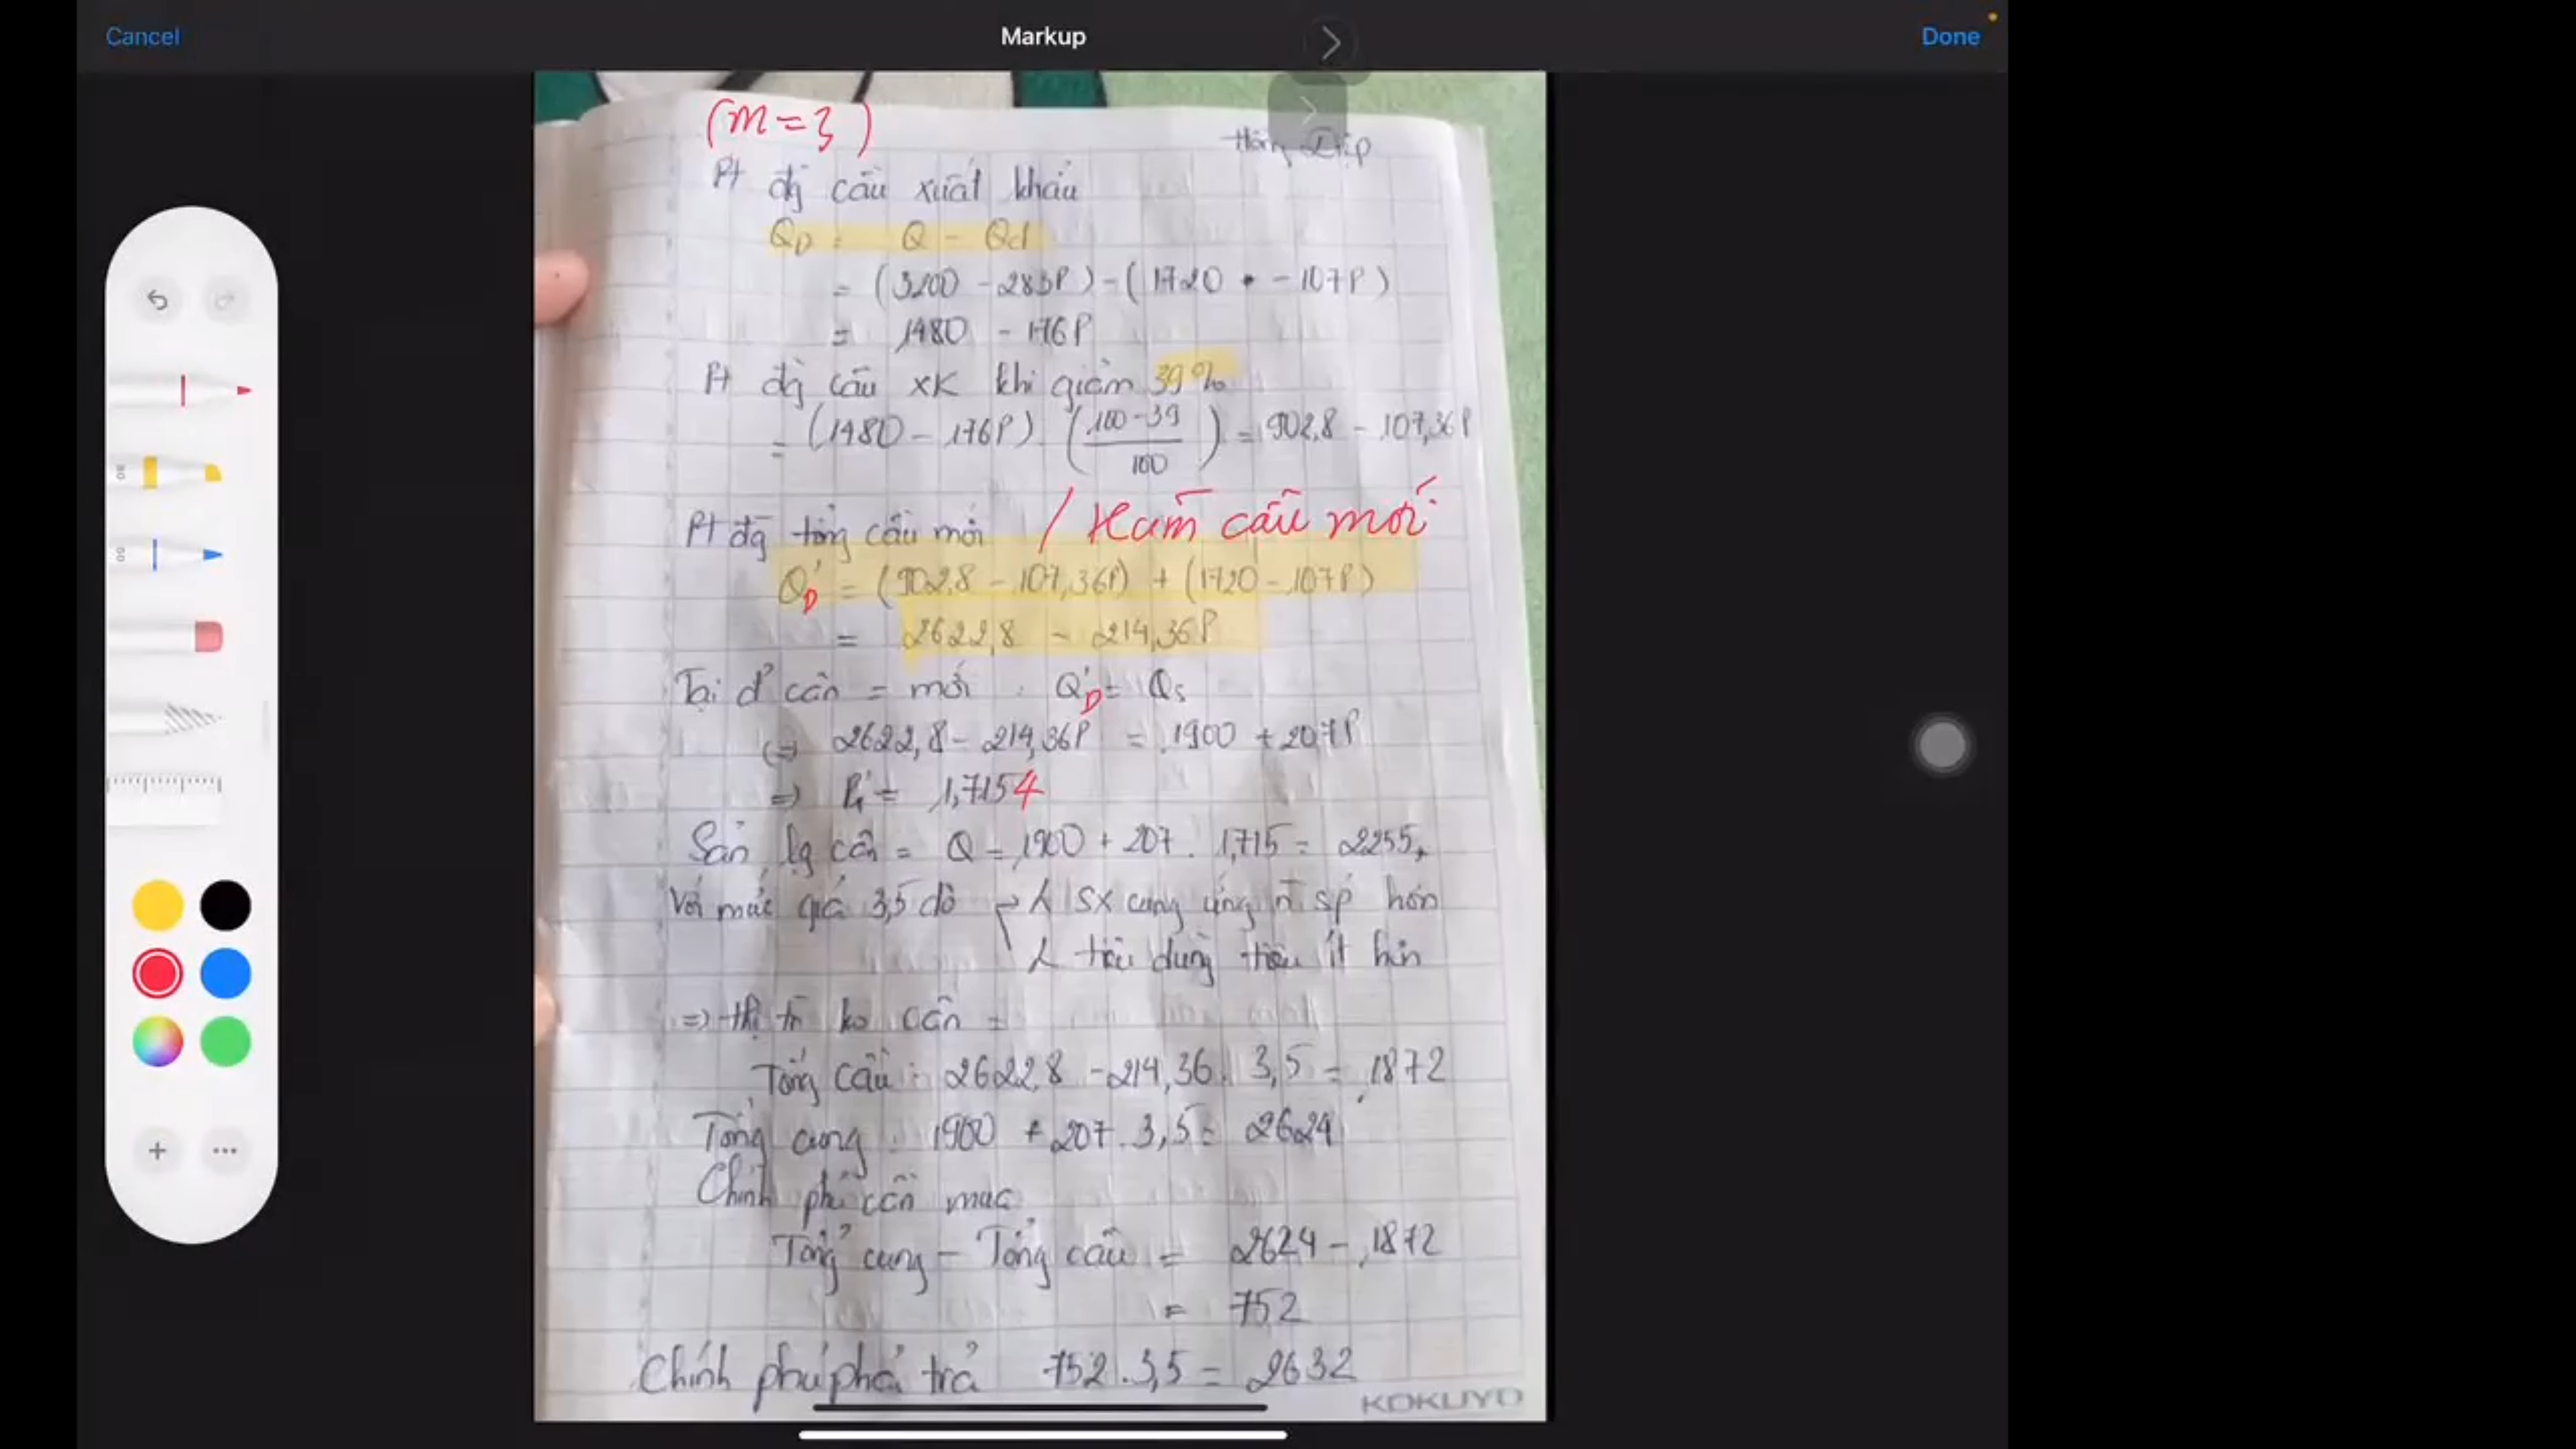 Cancel
Markup
Done
(m=3)
Hồng Diệp
Pt đg cầu xuất khẩu
QD = Q - Qd
= (3200 - 283P) - (1720 - 107P)
= 1480 - 176P
Pt đg cầu XK khi giảm 39%
= (1480 - 176P) (100-39/100) = 902,8 - 107,36P
Pt đg tổng cầu mới / Hàm cầu mới
Q'D = (902,8 - 107,36P) + (1720 - 107P)
= 2622,8 - 214,36P
Tại đ' cân = mới : Q'D = Qs
(=) 2622,8 - 214,36P = 1900 + 207P
=> P1' = 1,7154
Sản lg cân = Q = 1900 + 207 . 1,715 = 2255,
Với mức giá 3,5 đô SX cung ứng n sp hơn
tiêu dùng tiêu ít hơn
=> thị tr ko cân =
Tổng cầu : 2622,8 - 214,36 . 3,5 = 1872
Tổng cung : 1900 + 207 . 3,5 = 2624
Chính phủ cần mua
Tổng cung - Tổng cầu = 2624 - 1872
= 752
Chính phủ phải trả 752 . 3,5 = 2632
KOKUYO
80
50